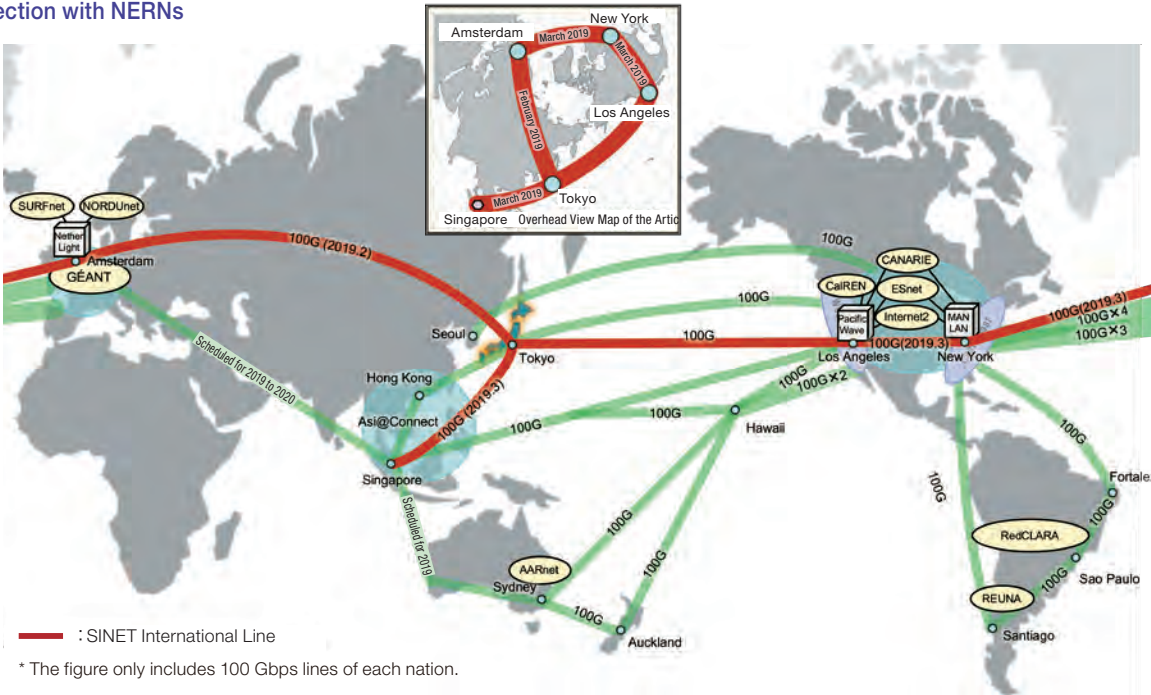 ection with NERNs
Amsterdam
New York
March 2019
March 2019
February 2019
Los Angeles
March 2019
Tokyo
Singapore
Overhead View Map of the Artic
SURFnet
NORDUnet
Nether
Light
Amsterdam
GÉANT
100G (2019.2)
Scheduled for 2019 to 2020
Seoul
Tokyo
Hong Kong
Asi@Connect
100G (2019.3)
Singapore
Scheduled for 2019
100G
100G
100G
CANARIE
CalREN
ESnet
Internet2
Pacific
Wave
MAN
LAN
100G(2019.3)
Los Angeles
New York
100G(2019.3)
100G×4
100G×3
100G
100G×2
100G
100G
Hawaii
100G
100G
AARnet
Sydney
100G
Auckland
100G
100G
Fortale
100G
RedCLARA
Sao Paulo
100G
REUNA
Santiago
: SINET International Line
* The figure only includes 100 Gbps lines of each nation.